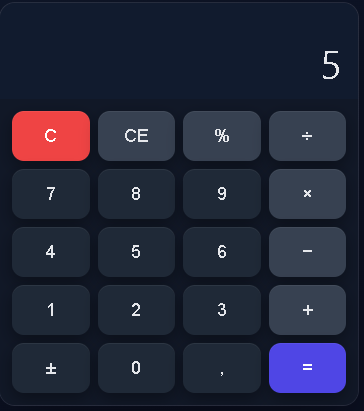 5
C CE % ÷
7 8 9 ×
4 5 6 −
1 2 3 +
± 0 , =